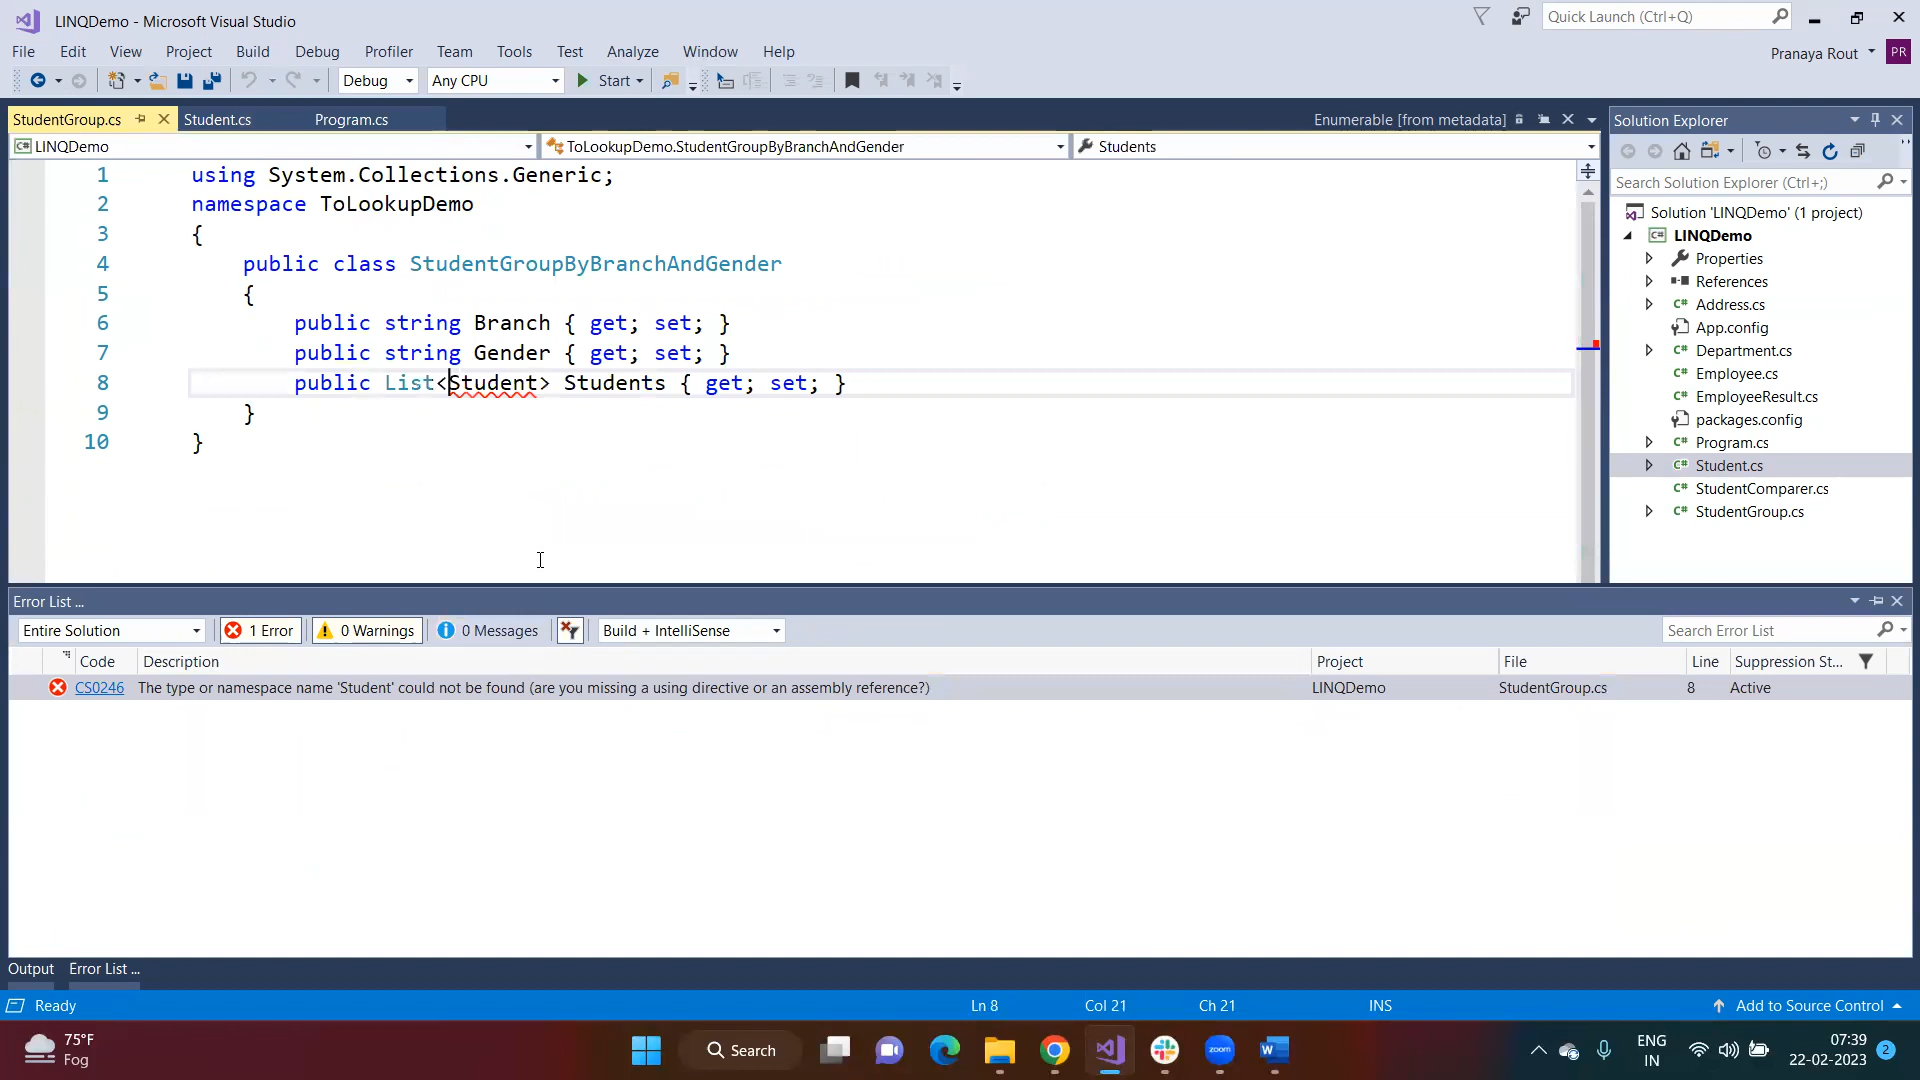 LINQDemo - Microsoft Visual Studio
Quick Launch (Ctrl+Q)
File Edit View Project Build Debug Profiler Team Tools Test Analyze Window Help
Pranaya Rout PR
Debug Any CPU Start
StudentGroup.cs Student.cs Program.cs Enumerable [from metadata]
LINQDemo ToLookupDemo.StudentGroupByBranchAndGender Students
1 using System.Collections.Generic;
2 namespace ToLookupDemo
3 {
4 public class StudentGroupByBranchAndGender
5 {
6 public string Branch { get; set; }
7 public string Gender { get; set; }
8 public List<Student> Students { get; set; }
9 }
10 }
Solution Explorer
Search Solution Explorer (Ctrl+;)
Solution 'LINQDemo' (1 project)
C# LINQDemo
Properties
References
C# Address.cs
App.config
C# Department.cs
C# Employee.cs
C# EmployeeResult.cs
packages.config
C# Program.cs
C# Student.cs
C# StudentComparer.cs
C# StudentGroup.cs
Error List ...
Entire Solution 1 Error 0 Warnings 0 Messages Build + IntelliSense Search Error List
Code Description Project File Line Suppression St...
CS0246 The type or namespace name 'Student' could not be found (are you missing a using directive or an assembly reference?) LINQDemo StudentGroup.cs 8 Active
Output Error List ...
Ready Ln 8 Col 21 Ch 21 INS Add to Source Control
75°F
Fog
Search
zoom
ENG
IN
07:39
22-02-2023
2